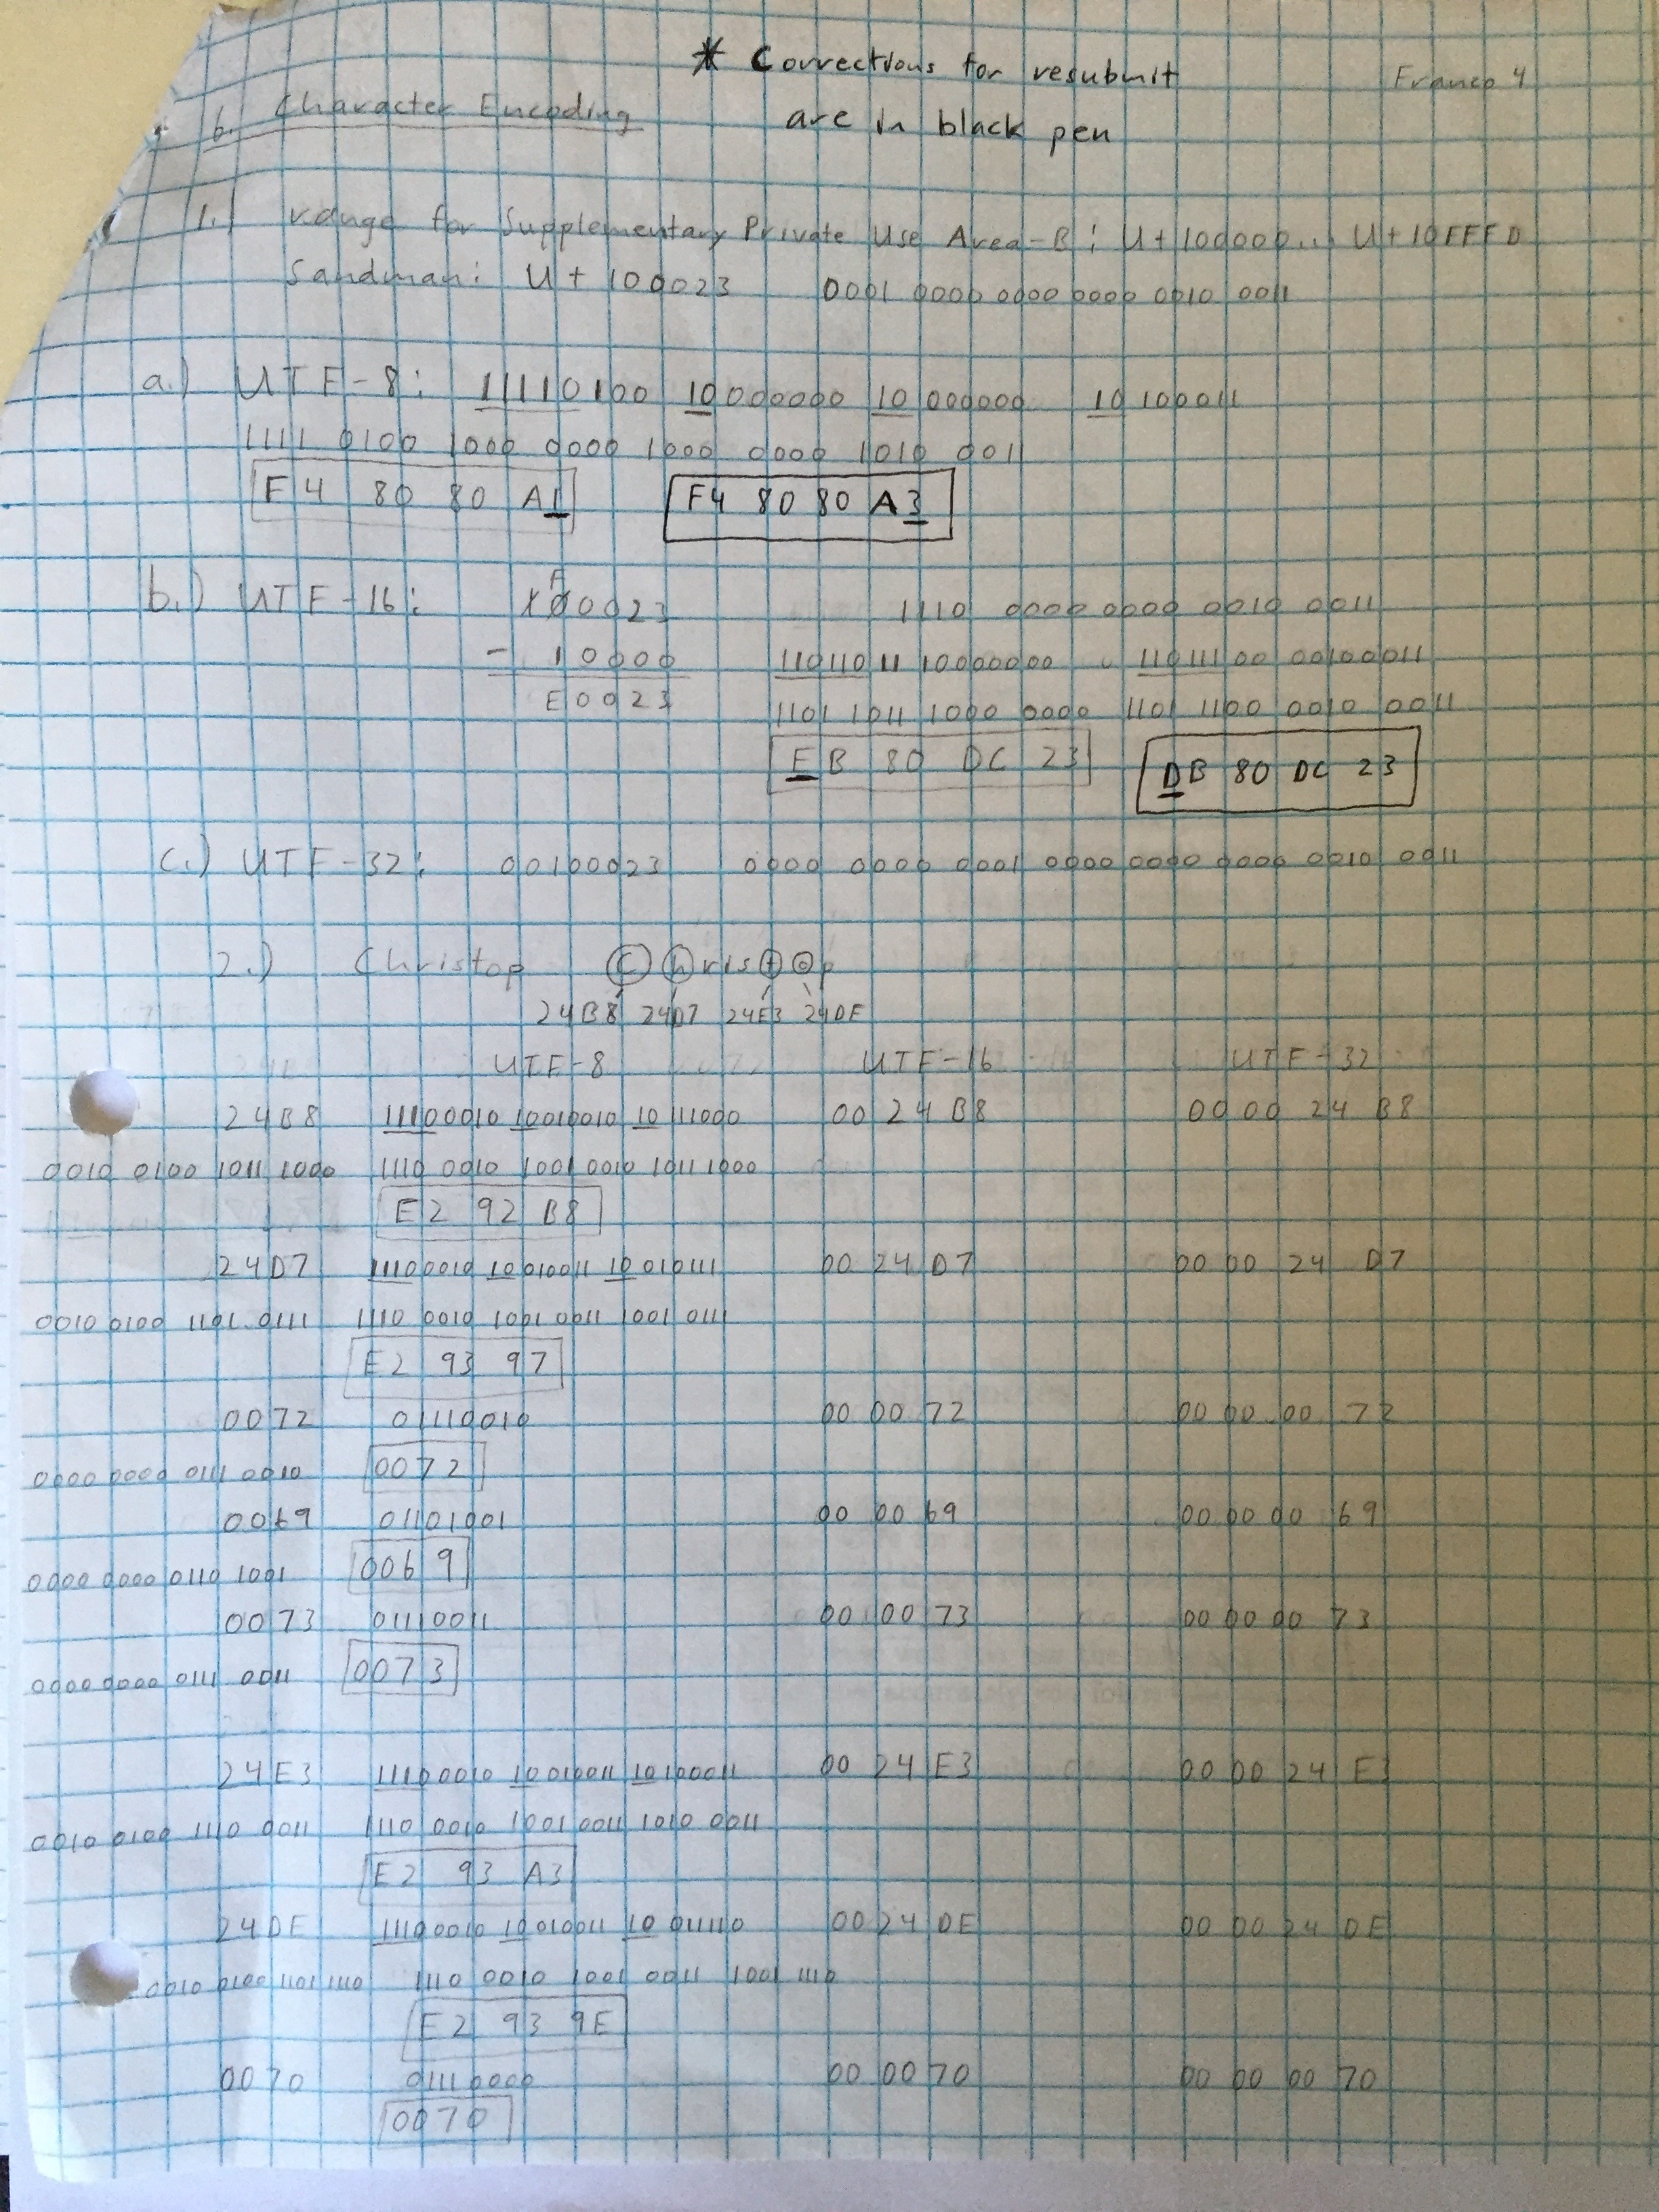 * Corrections for resubmit
Franco 4
6. Character Encoding
are in black pen
1.) range for Supplementary Private Use Area-B: U+100000... U+10FFFD
Sandman: U+100023 0001 0000 0000 0000 0010 0011
a.) UTF-8: 11110100 10000000 10000000 10100011
1111 0100 1000 0000 1000 0000 1010 0011
F4 80 80 A1 F4 80 80 A3
b.) UTF-16: F
100023 1110 0000 0000 0010 0011
- 10000 11011011 10000000 11011100 00100011
E0023 1101 1011 1000 0000 1101 1100 0010 0011
EB 80 DC 23 DB 80 DC 23
c.) UTF-32: 00100023 0000 0000 0001 0000 0000 0000 0010 0011
2.) Christop Ⓒⓗrisⓣⓞp
24B8 24D7 24E3 24DE
UTF-8 UTF-16 UTF-32
24B8 11100010 10010010 10111000 00 24 B8 00 00 24 B8
0010 0100 1011 1000 1110 0010 1001 0010 1011 1000
E2 92 B8
24D7 11100010 10010011 10010111 00 24 D7 00 00 24 D7
0010 0100 1101 0111 1110 0010 1001 0011 1001 0111
E2 93 97
0072 01110010 00 00 72 00 00 00 72
0000 0000 0111 0010 0072
0069 01101001 00 00 69 00 00 00 69
0000 0000 0110 1001 0069
0073 01110011 00 00 73 00 00 00 73
0000 0000 0111 0011 0073
24E3 11100010 10010011 10100011 00 24 E3 00 00 24 E3
0010 0100 1110 0011 1110 0010 1001 0011 1010 0011
E2 93 A3
24DE 11100010 10010011 10011110 00 24 DE 00 00 24 DE
0010 0100 1101 1110 1110 0010 1001 0011 1001 1110
E2 93 9E
0070 01110000 00 00 70 00 00 00 70
0070